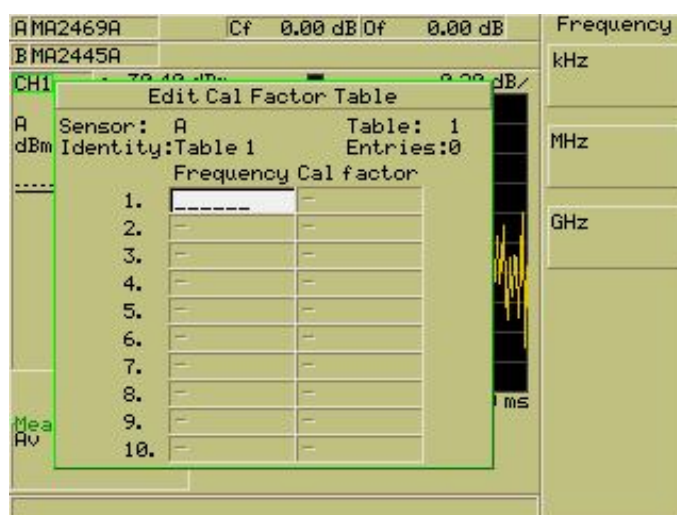 A MA2469A Cf 0.00 dB Of 0.00 dB
B MA2445A
CH1 dB/
Edit Cal Factor Table
A
dBm
Sensor: A Table: 1
Identity:Table 1 Entries:0
Frequency Cal factor
1.
2.
3.
4.
5.
6.
7.
8.
9.
10.
ms
Mea
AV
Frequency
kHz
MHz
GHz